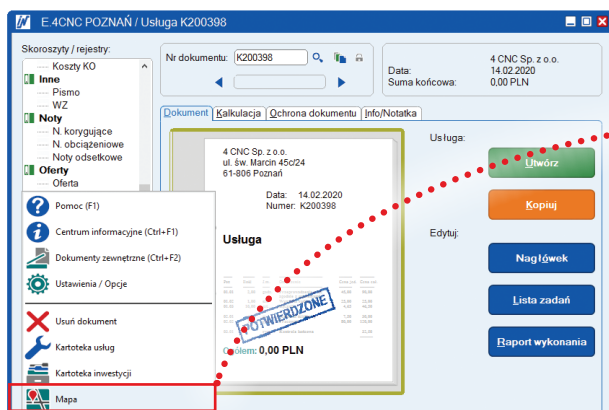 E.4CNC POZNAŃ / Usługa K200398
Skoroszyty / rejestry:
Koszty KO
Inne
Pismo
WZ
Noty
N. korygujące
N. obciążeniowe
Noty odsetkowe
Oferty
Oferta
Pomoc (F1)
Centrum informacyjne (Ctrl+F1)
Dokumenty zewnętrzne (Ctrl+F2)
Ustawienia / Opcje
Usuń dokument
Kartoteka usług
Kartoteka inwestycji
Mapa
Nr dokumentu: K200398
Data: 4 CNC Sp. z o.o.
14.02.2020
Suma końcowa: 0,00 PLN
Dokument Kalkulacja Ochrona dokumentu Info/Notatka
4 CNC Sp. z o.o.
ul. św. Marcin 45c/24
61-806 Poznań
Data: 14.02.2020
Numer: K200398
Usługa
POTWIERDZONE
0,00 PLN
Usługa:
Utwórz
Kopiuj
Edytuj:
Nagłówek
Lista zadań
Raport wykonania